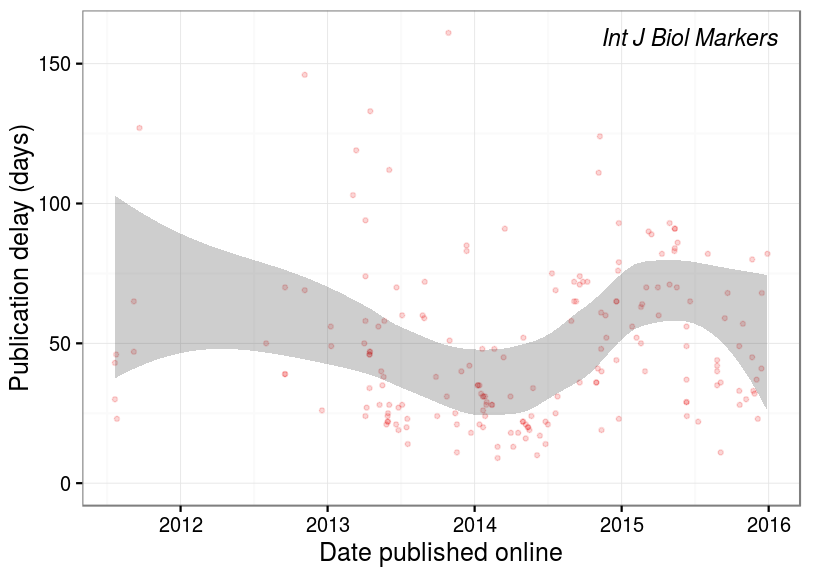 Int J Biol Markers
Publication delay (days)
150
100
50
0
2012 2013 2014 2015 2016
Date published online